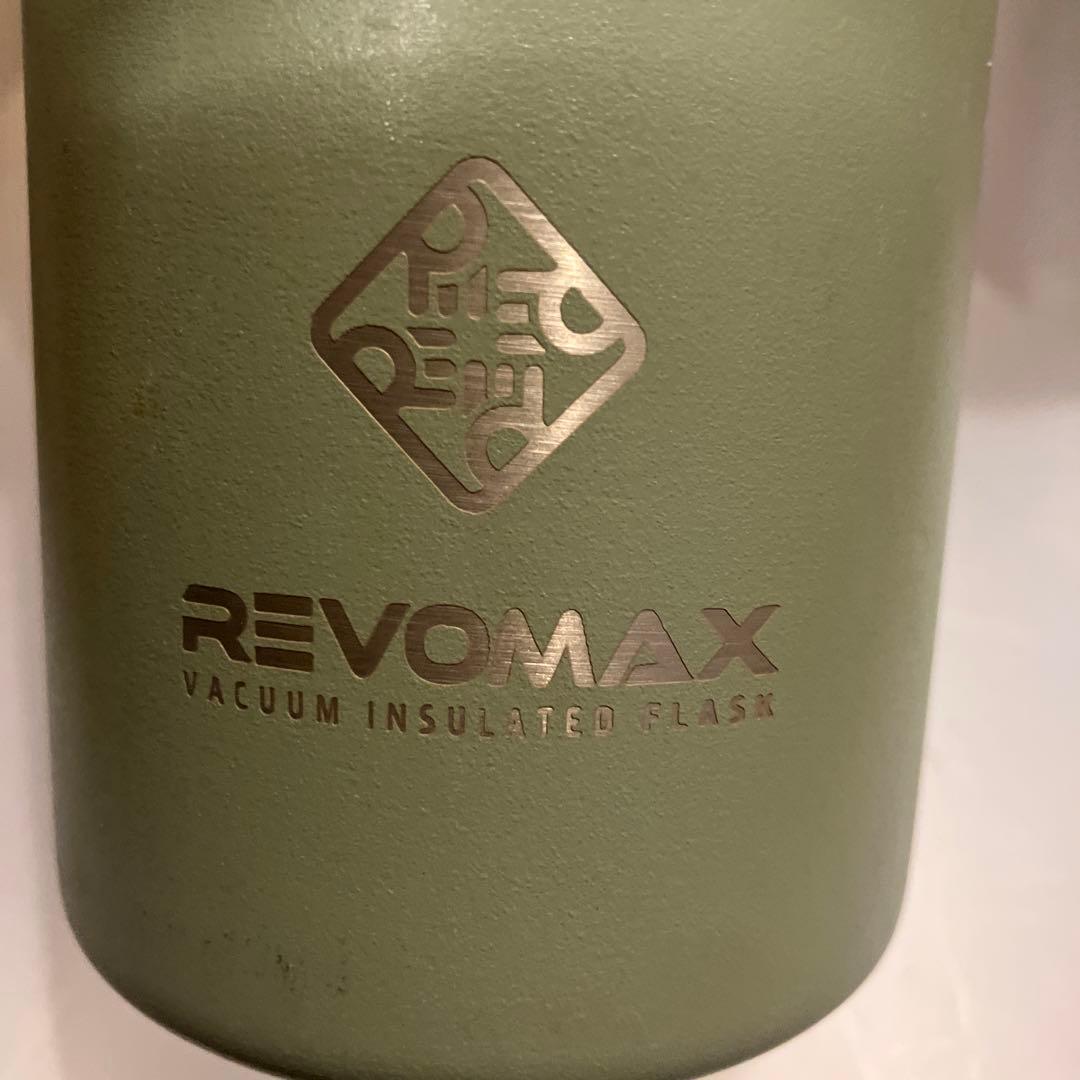 REVOMAX
VACUUM INSULATED FLASK